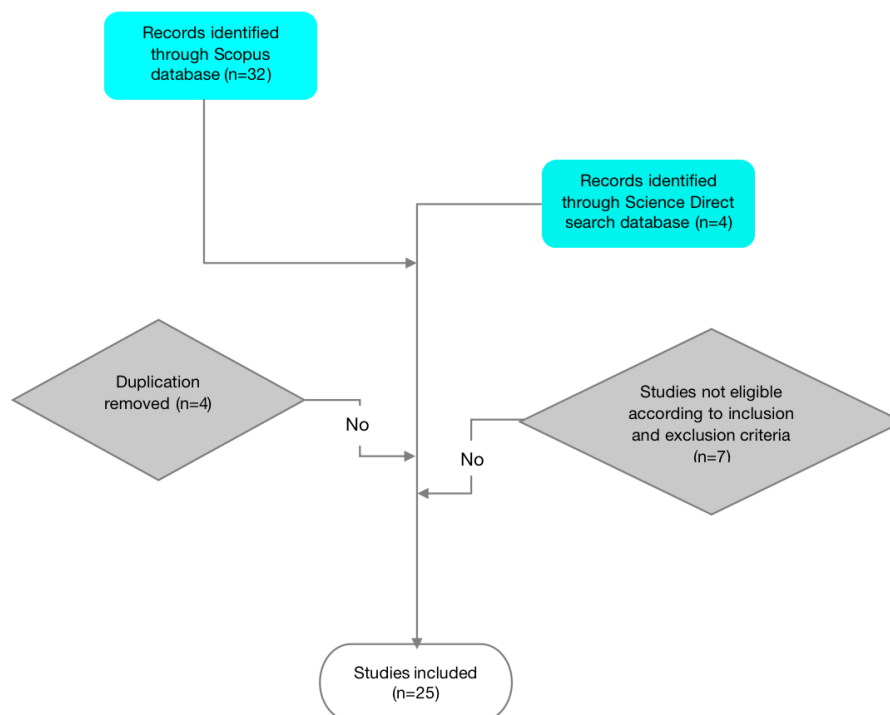 Records identified
through Scopus
database (n=32)
Records identified
through Science Direct
search database (n=4)
Duplication
removed (n=4)
No
Studies not eligible
according to inclusion
and exclusion criteria
(n=7)
No
Studies included
(n=25)